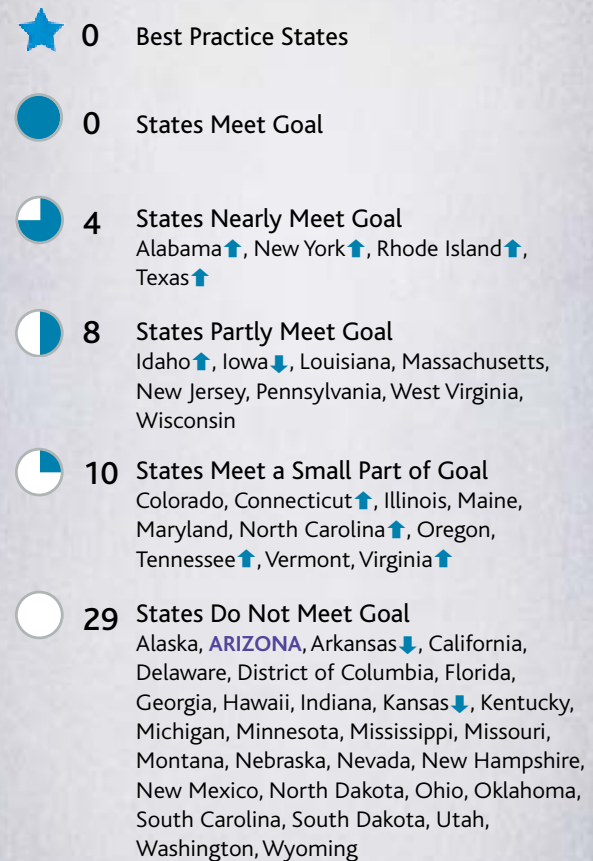 0 Best Practice States
0 States Meet Goal
4 States Nearly Meet Goal
Alabama⬆, New York⬆, Rhode Island⬆,
Texas⬆
8 States Partly Meet Goal
Idaho⬆, Iowa⬇, Louisiana, Massachusetts,
New Jersey, Pennsylvania, West Virginia,
Wisconsin
10 States Meet a Small Part of Goal
Colorado, Connecticut⬆, Illinois, Maine,
Maryland, North Carolina⬆, Oregon,
Tennessee⬆, Vermont, Virginia⬆
29 States Do Not Meet Goal
Alaska, ARIZONA, Arkansas⬇, California,
Delaware, District of Columbia, Florida,
Georgia, Hawaii, Indiana, Kansas⬇, Kentucky,
Michigan, Minnesota, Mississippi, Missouri,
Montana, Nebraska, Nevada, New Hampshire,
New Mexico, North Dakota, Ohio, Oklahoma,
South Carolina, South Dakota, Utah,
Washington, Wyoming